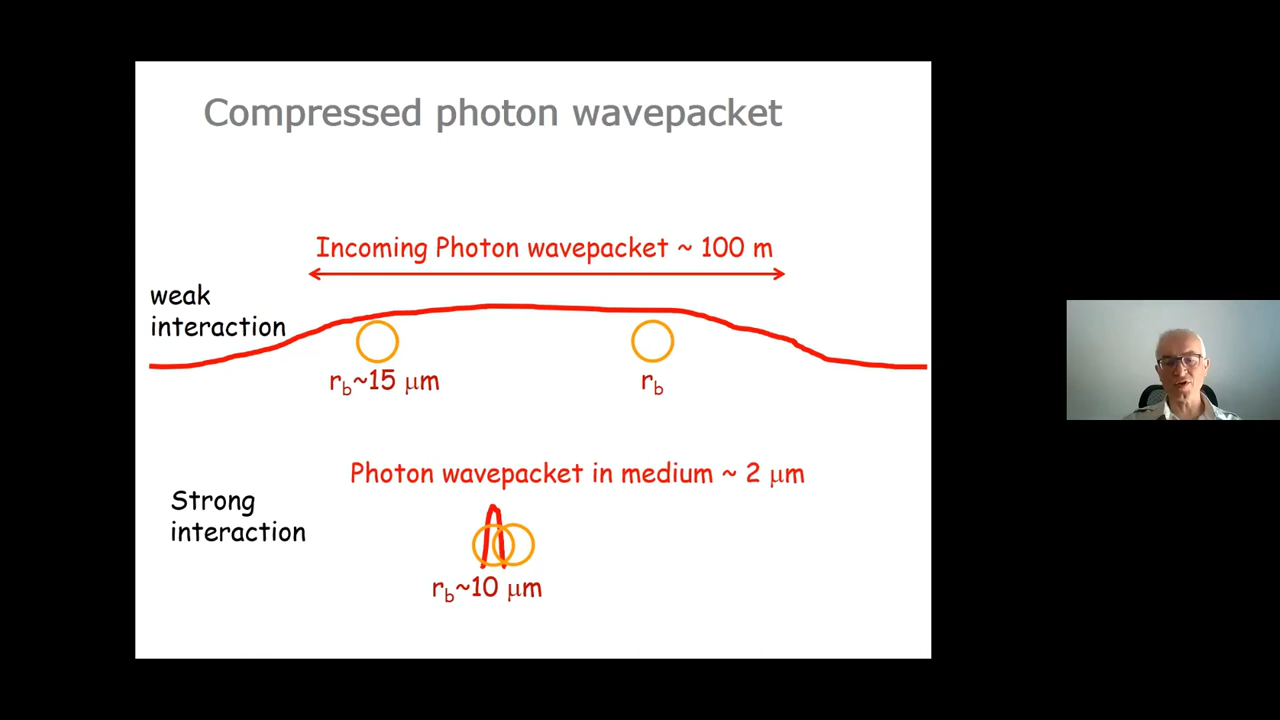 Compressed photon wavepacket
Incoming Photon wavepacket ~ 100 m
weak
interaction
r_b~15 μm
r_b
Photon wavepacket in medium ~ 2 μm
Strong
interaction
r_b~10 μm